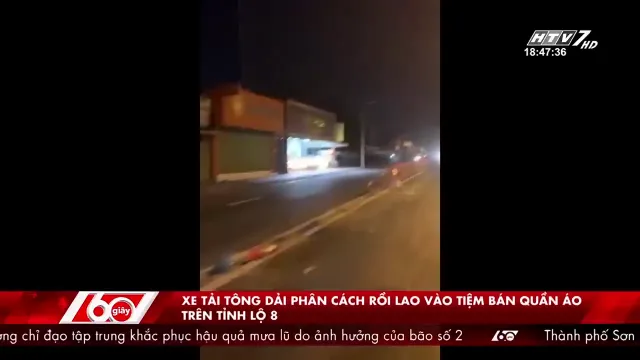 HTV7 HD
18:47:36
60 giây
XE TẢI TÔNG DẢI PHÂN CÁCH RỒI LAO VÀO TIỆM BÁN QUẦN ÁO
TRÊN TỈNH LỘ 8
ơng chỉ đạo tập trung khắc phục hậu quả mưa lũ do ảnh hưởng của bão số 2
60
Thành phố Sơn